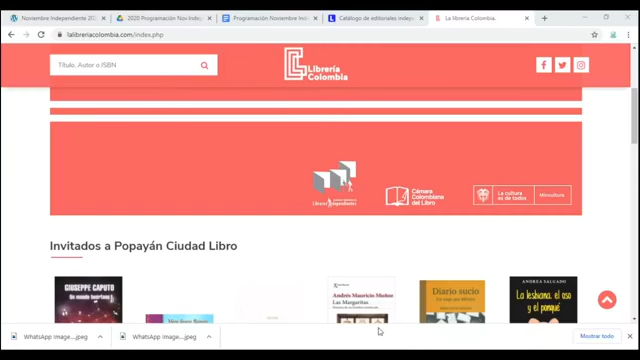 Noviembre Independiente 202
2020 Programación Nov-Independ
Programación Noviembre Ind
Catálogo de editoriales indep
La librería Colombia.
lalibreriacolombia.com/index.php
Título, Autor o ISBN
Librería
Colombia
Cámara
Colombiana
del Libro
La cultura
es de todos
Mincultura
Invitados a Popayán Ciudad Libro
GIUSEPPE CAPUTO
Un mundo huérfano
Andrés Mauricio Muñoz
Las Margaritas
Diario sucio
ANDREA SALGADO
La lesbiana, el oso
y el ponqué
WhatsApp Image....jpeg
WhatsApp Image....jpeg
Mostrar todo